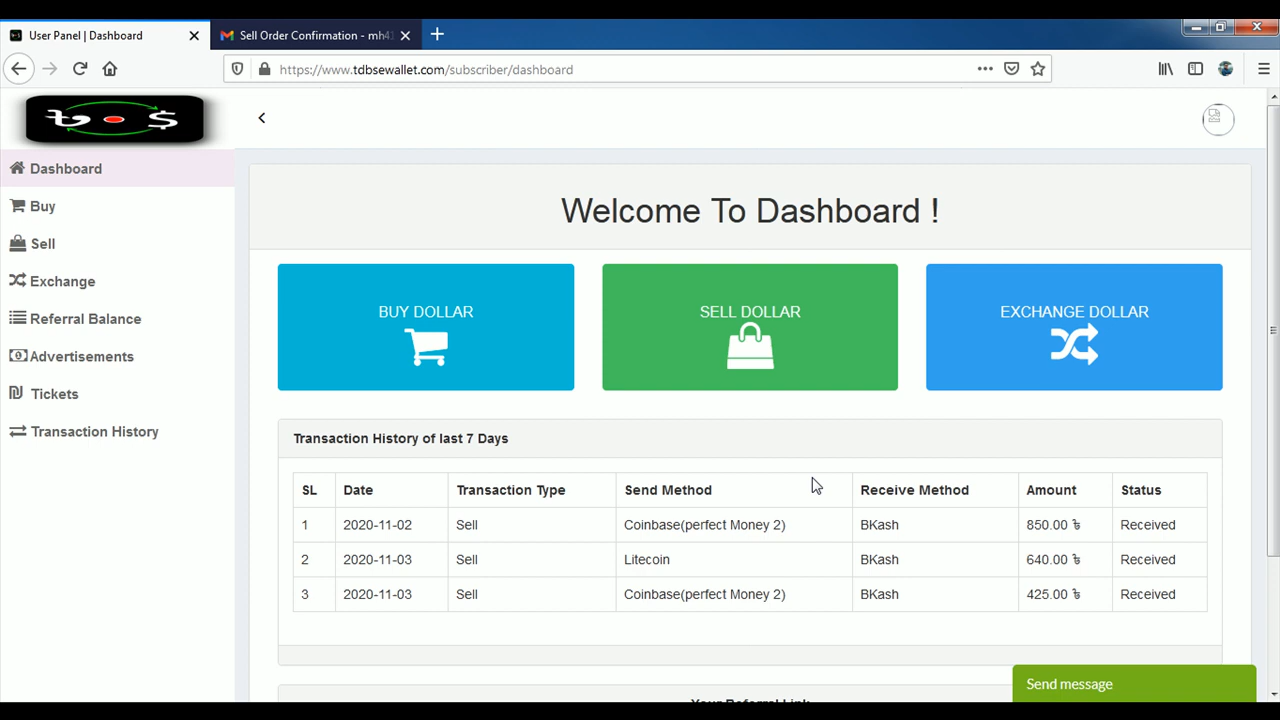 User Panel | Dashboard
Sell Order Confirmation - mh41
https://www.tdbsewallet.com/subscriber/dashboard
৳ $
Dashboard
Buy
Sell
Exchange
Referral Balance
Advertisements
Tickets
Transaction History
Welcome To Dashboard !
BUY DOLLAR
SELL DOLLAR
EXCHANGE DOLLAR
Transaction History of last 7 Days
SL Date Transaction Type Send Method Receive Method Amount Status
1 2020-11-02 Sell Coinbase(perfect Money 2) BKash 850.00 ৳ Received
2 2020-11-03 Sell Litecoin BKash 640.00 ৳ Received
3 2020-11-03 Sell Coinbase(perfect Money 2) BKash 425.00 ৳ Received
Your Referral Link
Send message